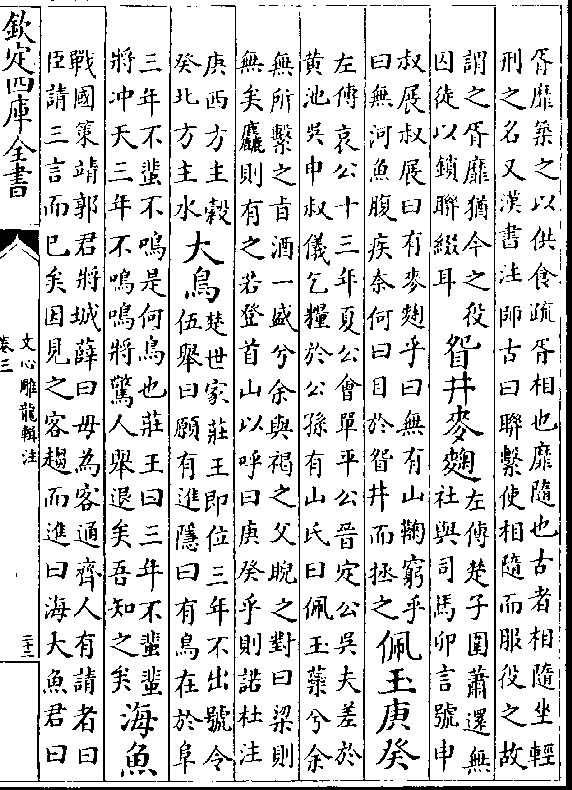 胥靡築之以供食疏胥相也靡隨也古者相隨坐輕
刑之名又漢書注師古曰聯繫使相隨而服役之故
謂之胥靡猶今之役
囚徒以鎖聯綴耳
眢井麥麴
左傳楚子圍蕭還無
社與司馬卯言號申
叔展叔展曰有麥麴乎曰無有山鞠窮乎
曰無河魚腹疾奈何曰目於眢井而拯之
佩玉庚癸
左傳哀公十三年夏公會單平公晉定公吳夫差於
黄池吳申叔儀乞糧於公孫有山氏曰佩玉蘂兮余
無所繫之㫖酒一盛兮余與褐之父睨之對曰梁則
無矣麤則有之若登首山以呼曰庚癸乎則諾杜注
庚西方主穀
癸北方主水
大鳥
楚世家莊王即位三年不出號令
伍舉曰願有進隱曰有鳥在於阜
三年不蜚不鳴是何鳥也莊王曰三年不蜚蜚
將冲天三年不鳴鳴將驚人舉退矣吾知之矣
海魚
戰國策靖郭君將城薛曰毋為客通齊人有請者曰
臣請三言而已矣因見之客趨而進曰海大魚君曰
欽定四庫全書
文心雕龍輯注
卷三
二十二